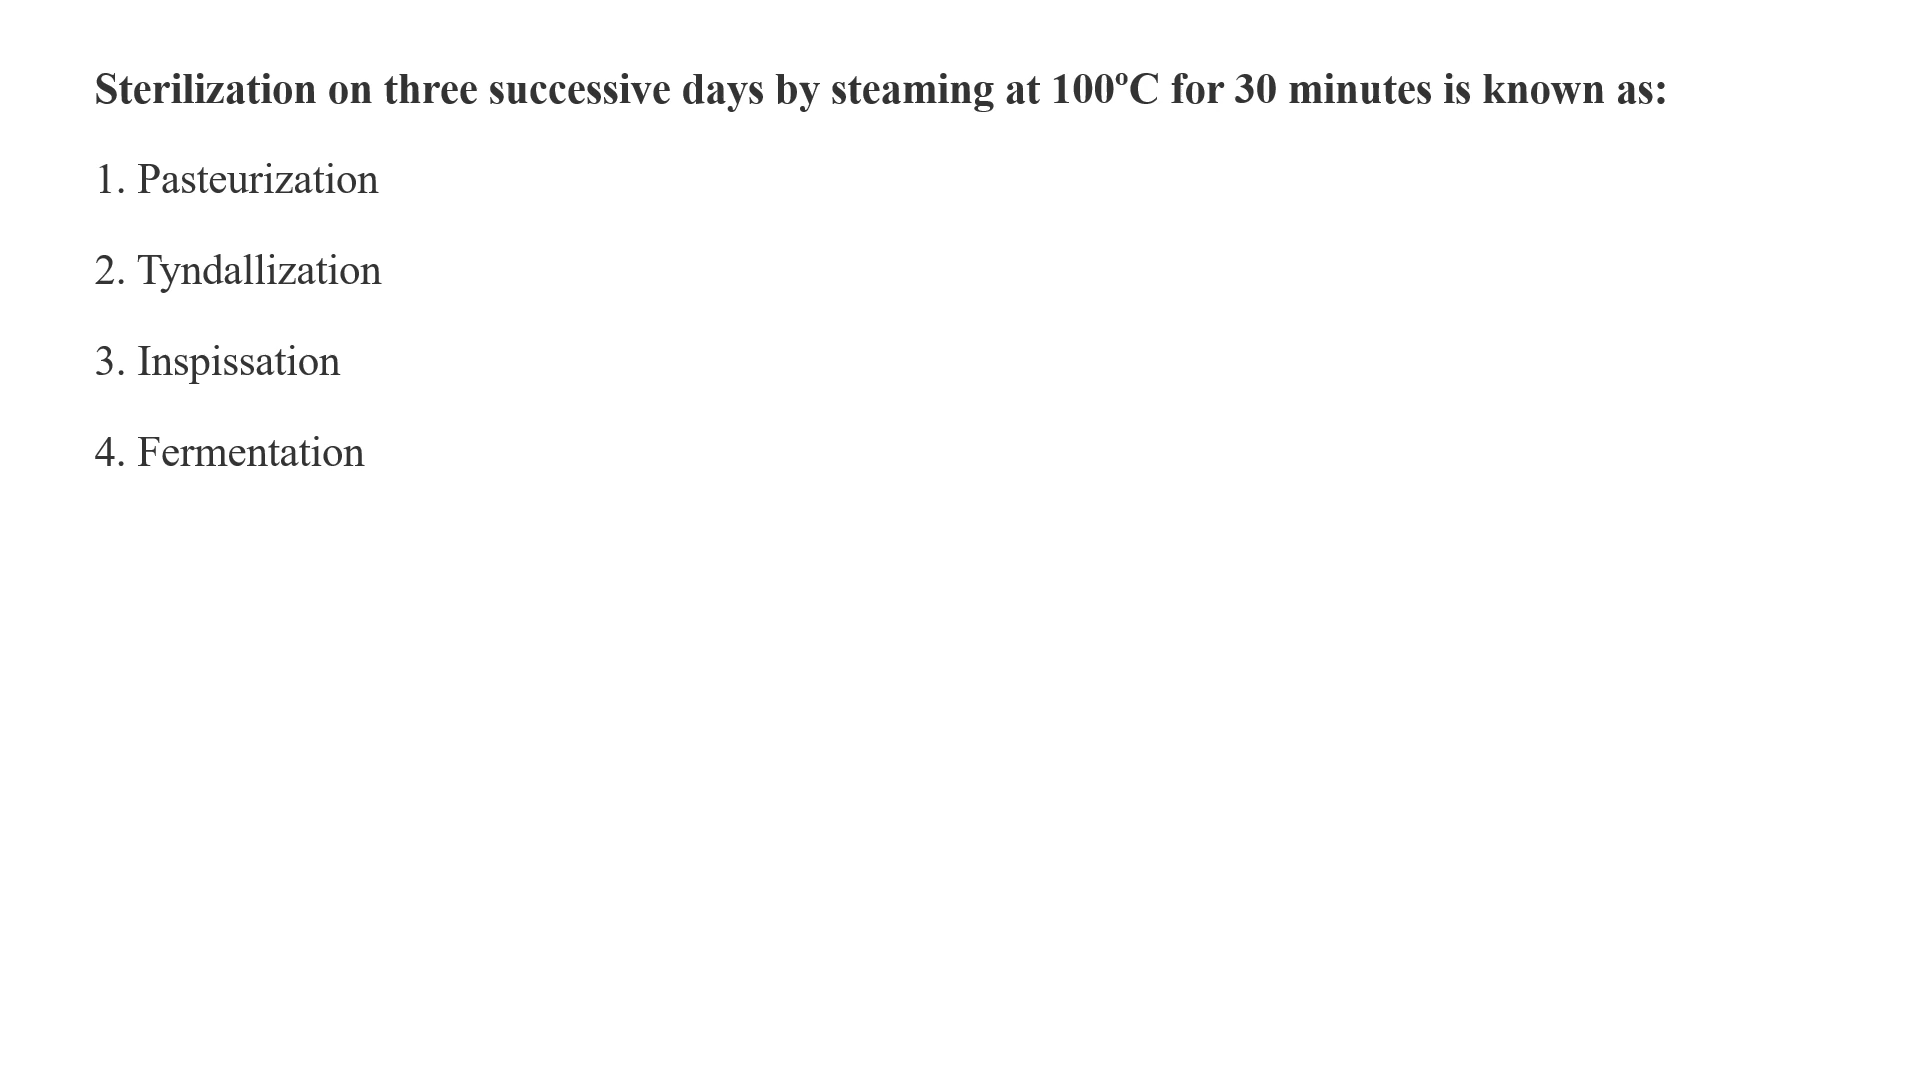 Sterilization on three successive days by steaming at 100ºC for 30 minutes is known as:
1. Pasteurization
2. Tyndallization
3. Inspissation
4. Fermentation